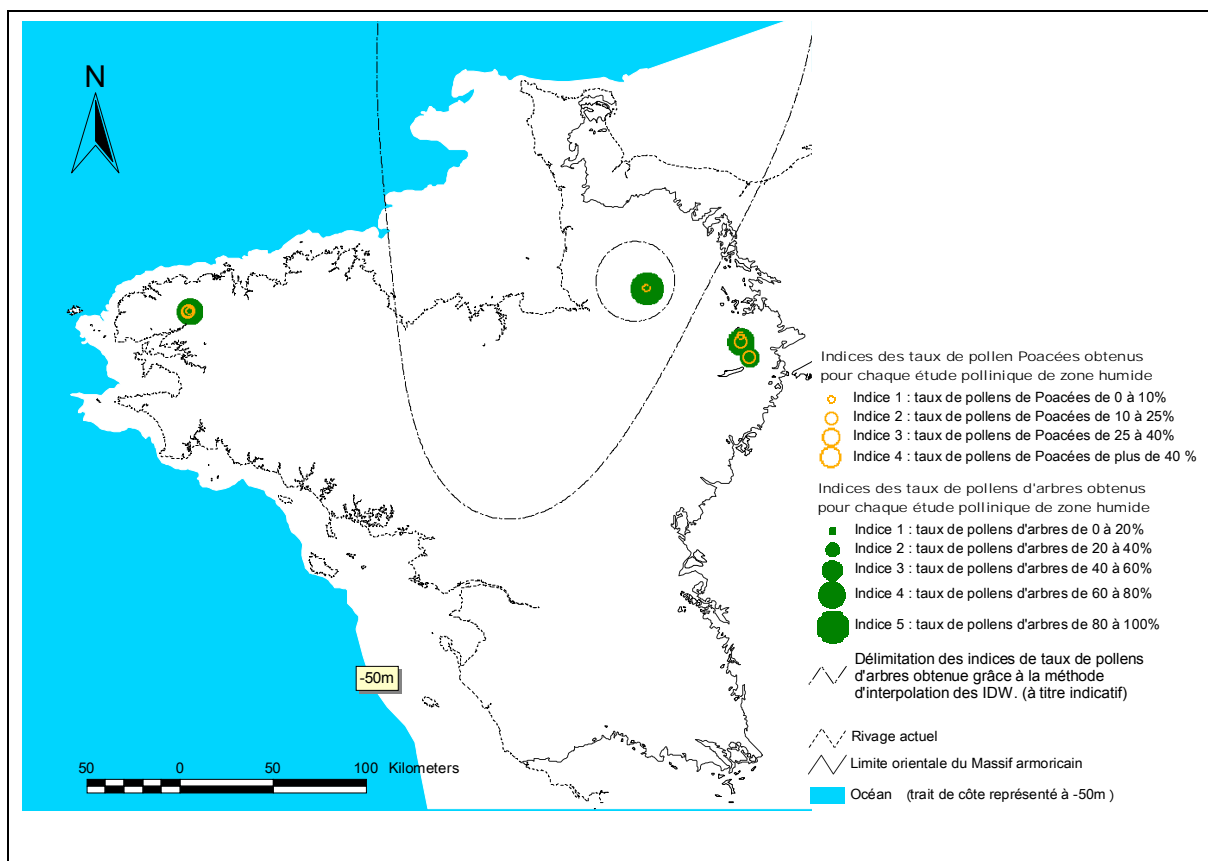 N
Indices des taux de pollen Poacées obtenus
pour chaque étude pollinique de zone humide
Indice 1 : taux de pollens de Poacées de 0 à 10%
Indice 2 : taux de pollens de Poacées de 10 à 25%
Indice 3 : taux de pollens de Poacées de 25 à 40%
Indice 4 : taux de pollens de Poacées de plus de 40 %
Indices des taux de pollens d'arbres obtenus
pour chaque étude pollinique de zone humide
Indice 1 : taux de pollens d'arbres de 0 à 20%
Indice 2 : taux de pollens d'arbres de 20 à 40%
Indice 3 : taux de pollens d'arbres de 40 à 60%
Indice 4 : taux de pollens d'arbres de 60 à 80%
Indice 5 : taux de pollens d'arbres de 80 à 100%
Délimitation des indices de taux de pollens
d'arbres obtenue grâce à la méthode
d'interpolation des IDW. (à titre indicatif)
Rivage actuel
Limite orientale du Massif armoricain
Océan (trait de côte représenté à -50m )
-50m
50 0 50 100 Kilometers